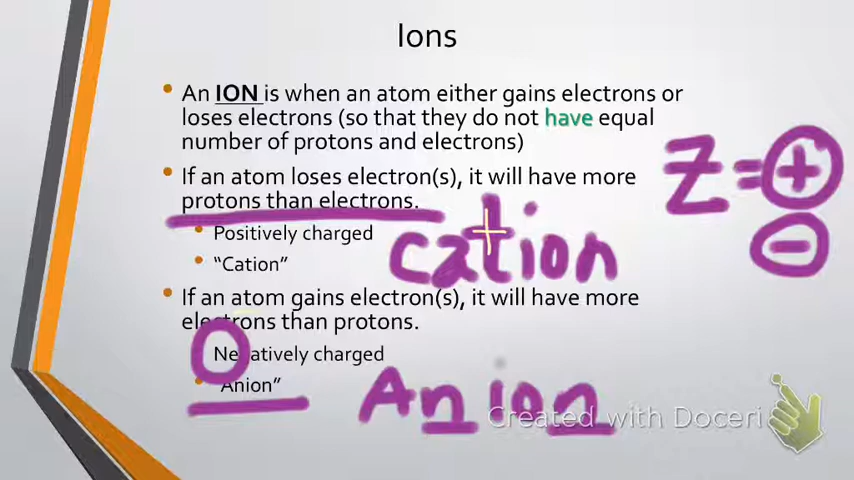 Ions
An ION is when an atom either gains electrons or
loses electrons (so that they do not have equal
number of protons and electrons)
If an atom loses electron(s), it will have more
protons than electrons.
Positively charged
“Cation”
cation
Z = +
-
If an atom gains electron(s), it will have more
electrons than protons.
Negatively charged
“Anion”
Anion
Created with Doceri